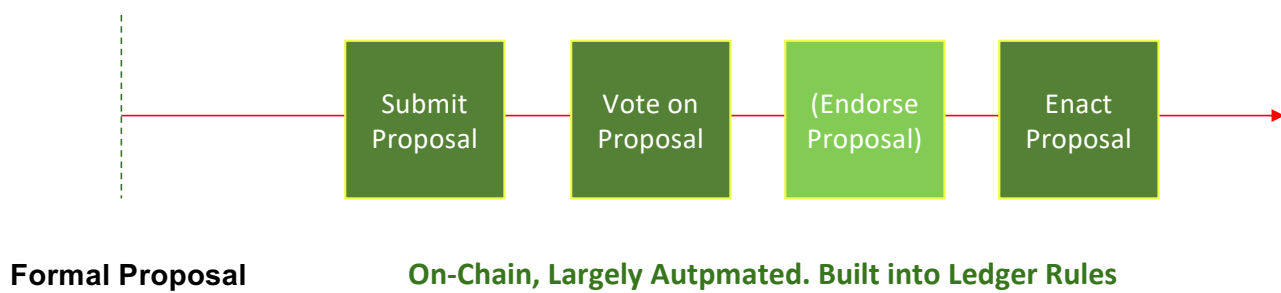 Submit
Proposal
Vote on
Proposal
(Endorse
Proposal)
Enact
Proposal
Formal Proposal
On-Chain, Largely Autpmated. Built into Ledger Rules